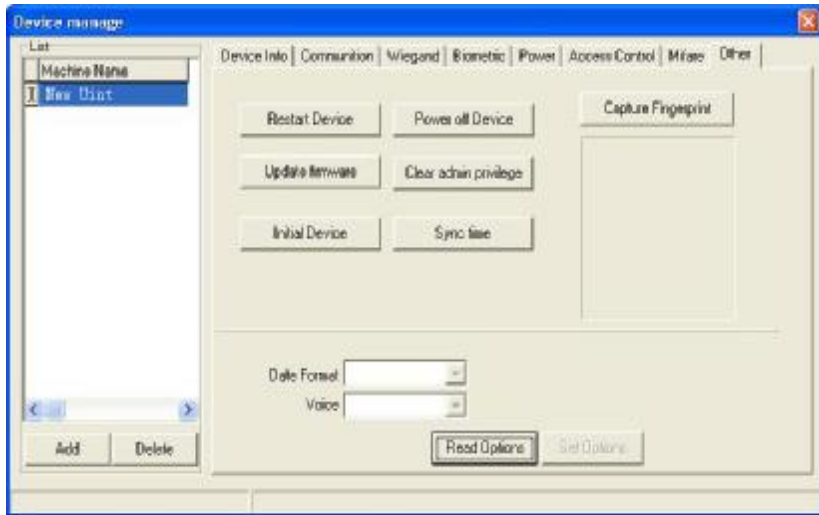 Device manage
List
Machine Name
New Uint
Add
Delete
Device Info
Communition
Wiegand
Biometric
Power
Access Control
Mifare
Other
Restart Device
Power off Device
Capture Fingerprint
Update firmware
Clear admin privilege
Initial Device
Sync time
Date Format
Voice
Read Options
Set Options